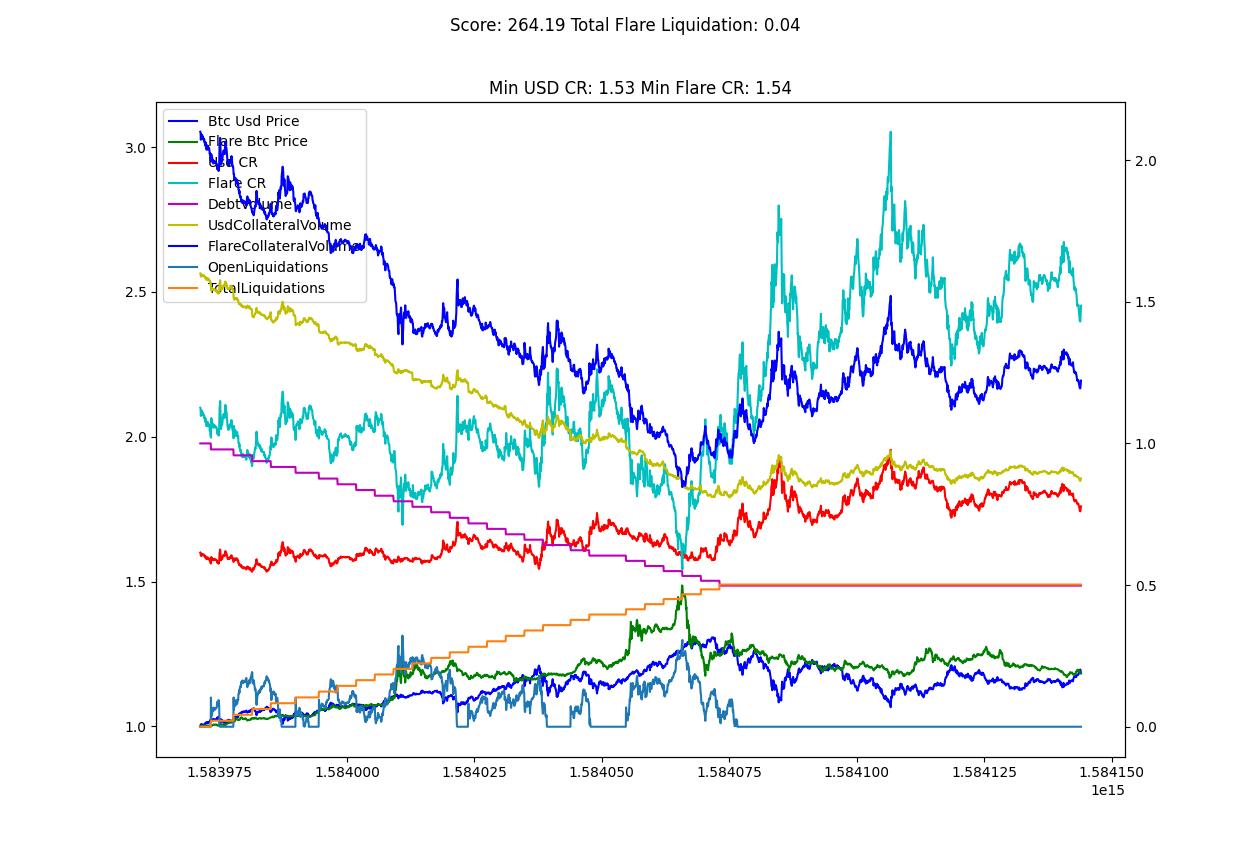 Score: 264.19 Total Flare Liquidation: 0.04
Min USD CR: 1.53 Min Flare CR: 1.54
Btc Usd Price
Flare Btc Price
Usd CR
Flare CR
DebtVolume
UsdCollateralVolume
FlareCollateralVolume
OpenLiquidations
TotalLiquidations
3.0
2.5
2.0
1.5
1.0
2.0
1.5
1.0
0.5
0.0
1.583975
1.584000
1.584025
1.584050
1.584075
1.584100
1.584125
1.584150
1e15